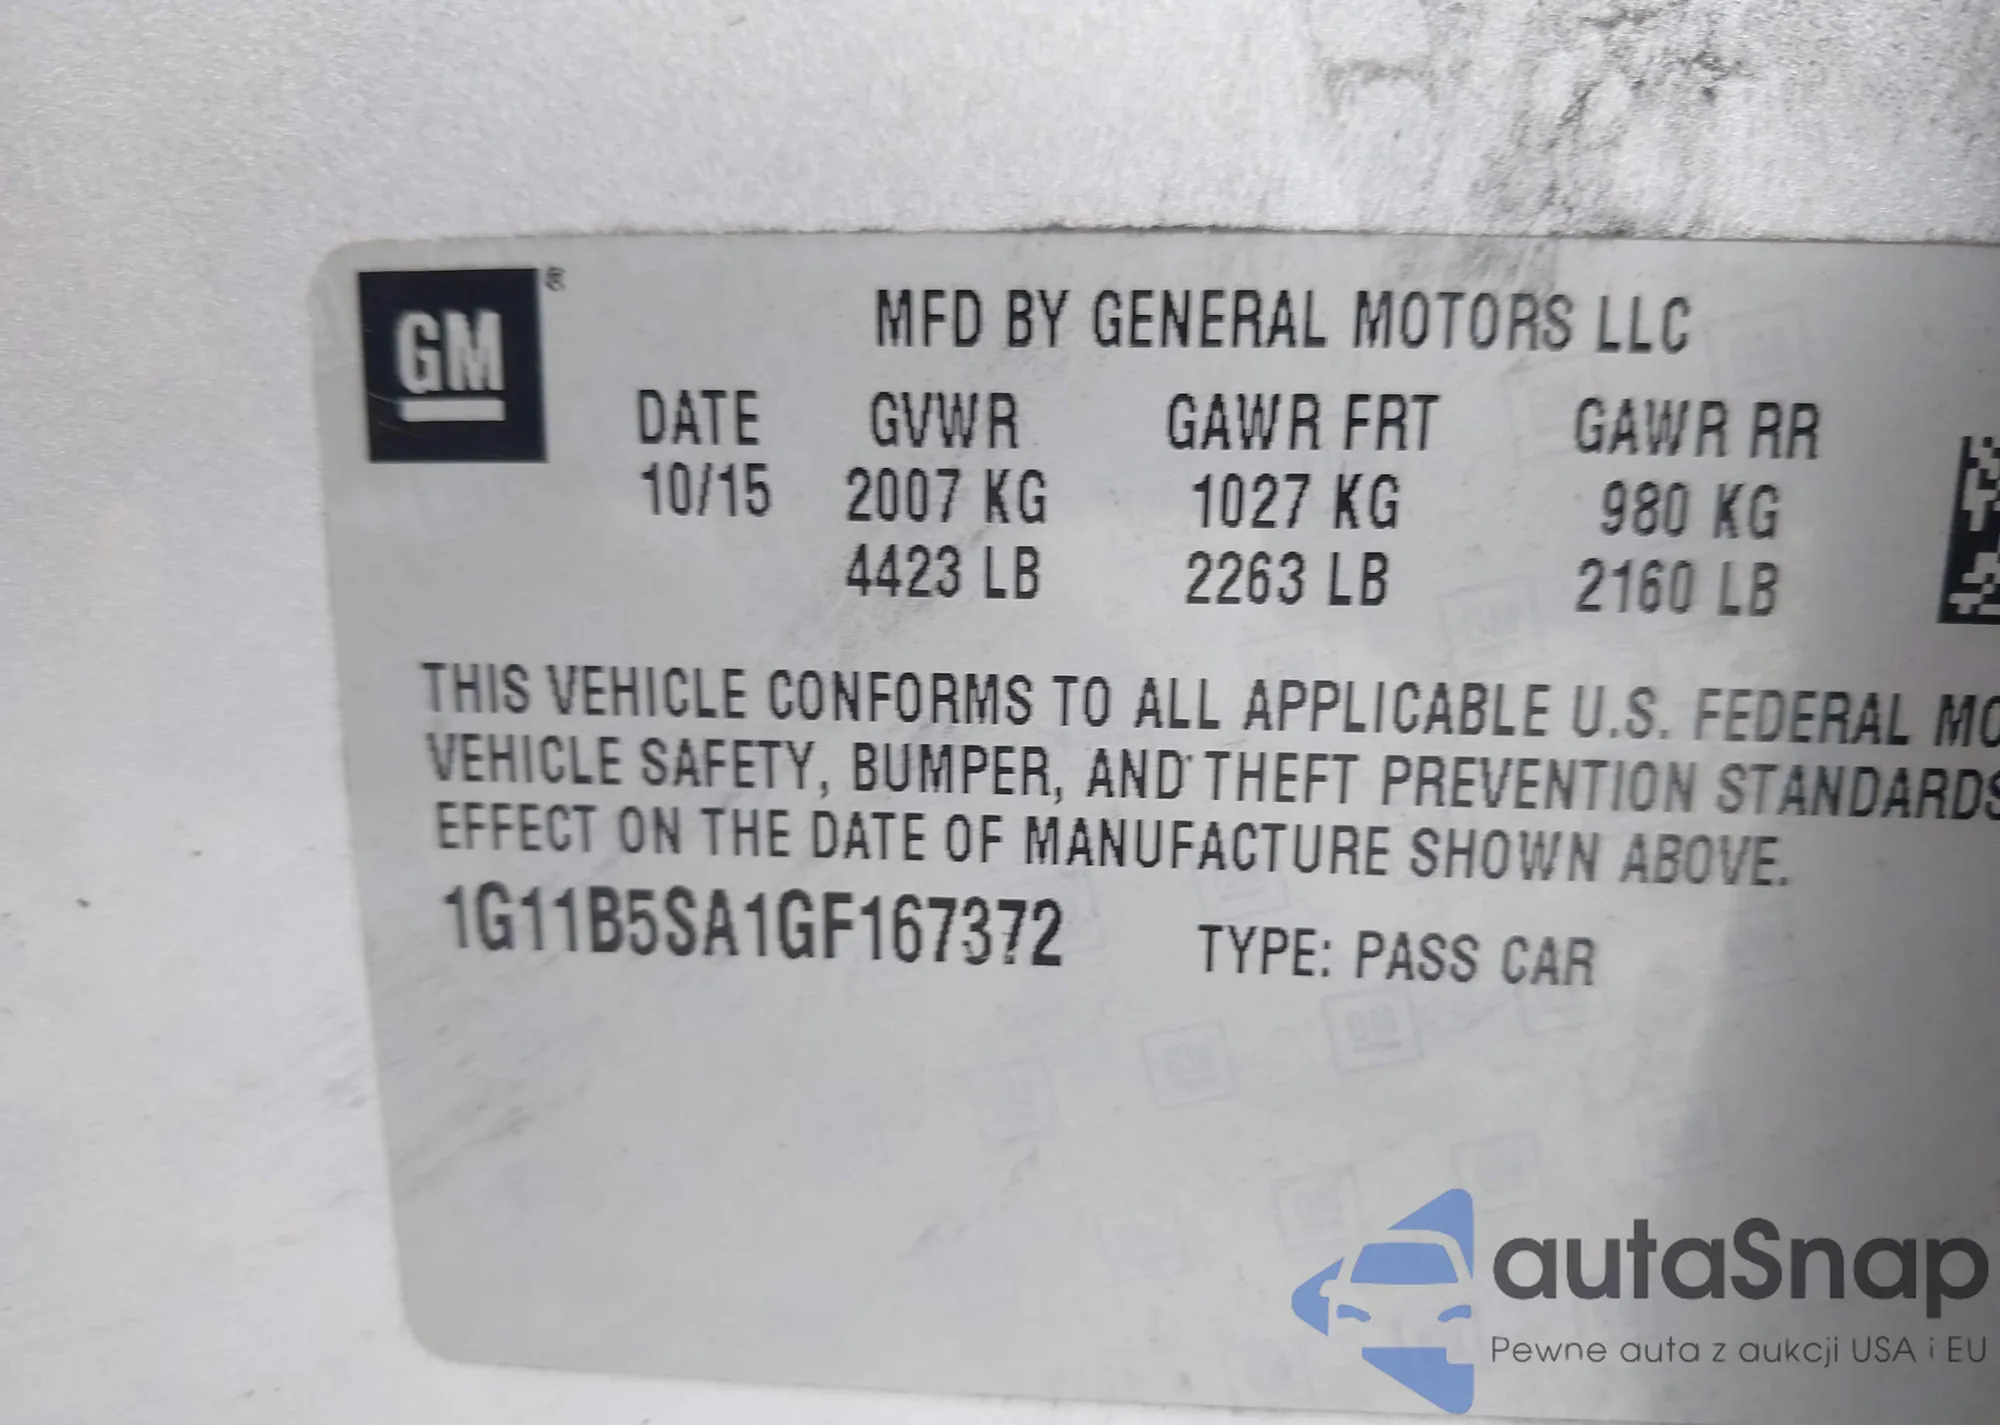 GM®
MFD BY GENERAL MOTORS LLC
DATE GVWR GAWR FRT GAWR RR
10/15 2007 KG 1027 KG 980 KG
4423 LB 2263 LB 2160 LB
THIS VEHICLE CONFORMS TO ALL APPLICABLE U.S. FEDERAL MO
VEHICLE SAFETY, BUMPER, AND THEFT PREVENTION STANDARDS
EFFECT ON THE DATE OF MANUFACTURE SHOWN ABOVE.
1G11B5SA1GF167372 TYPE: PASS CAR
autaSnap
Pewne auta z aukcji USA i EU